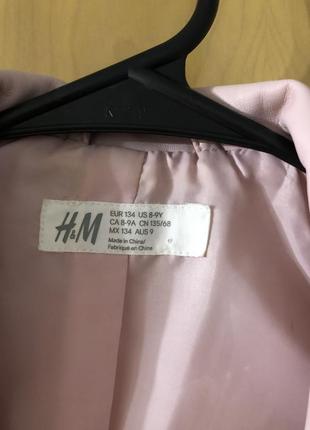 H&M
EUR 134 US 8-9Y
CA 8-9A CN 135/68
MX 134 AUS 9
Made in China/
Fabriqué en Chine